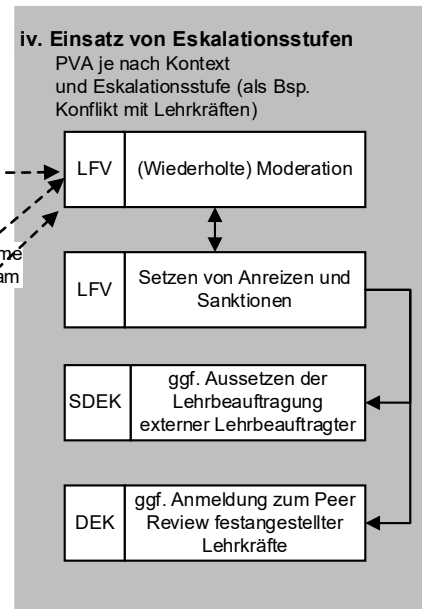 iv. Einsatz von Eskalationsstufen
PVA je nach Kontext
und Eskalationsstufe (als Bsp.
Konflikt mit Lehrkräften)
LFV
(Wiederholte) Moderation
LFV
Setzen von Anreizen und
Sanktionen
SDEK
ggf. Aussetzen der
Lehrbeauftragung
externer Lehrbeauftragter
DEK
ggf. Anmeldung zum Peer
Review festangestellter
Lehrkräfte